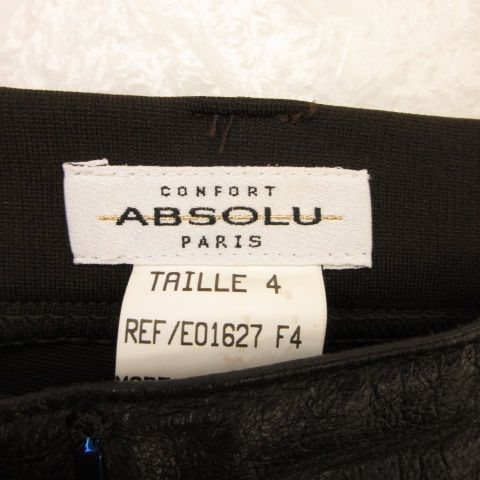 CONFORT
ABSOLU
PARIS
TAILLE 4
REF/E01627 F4